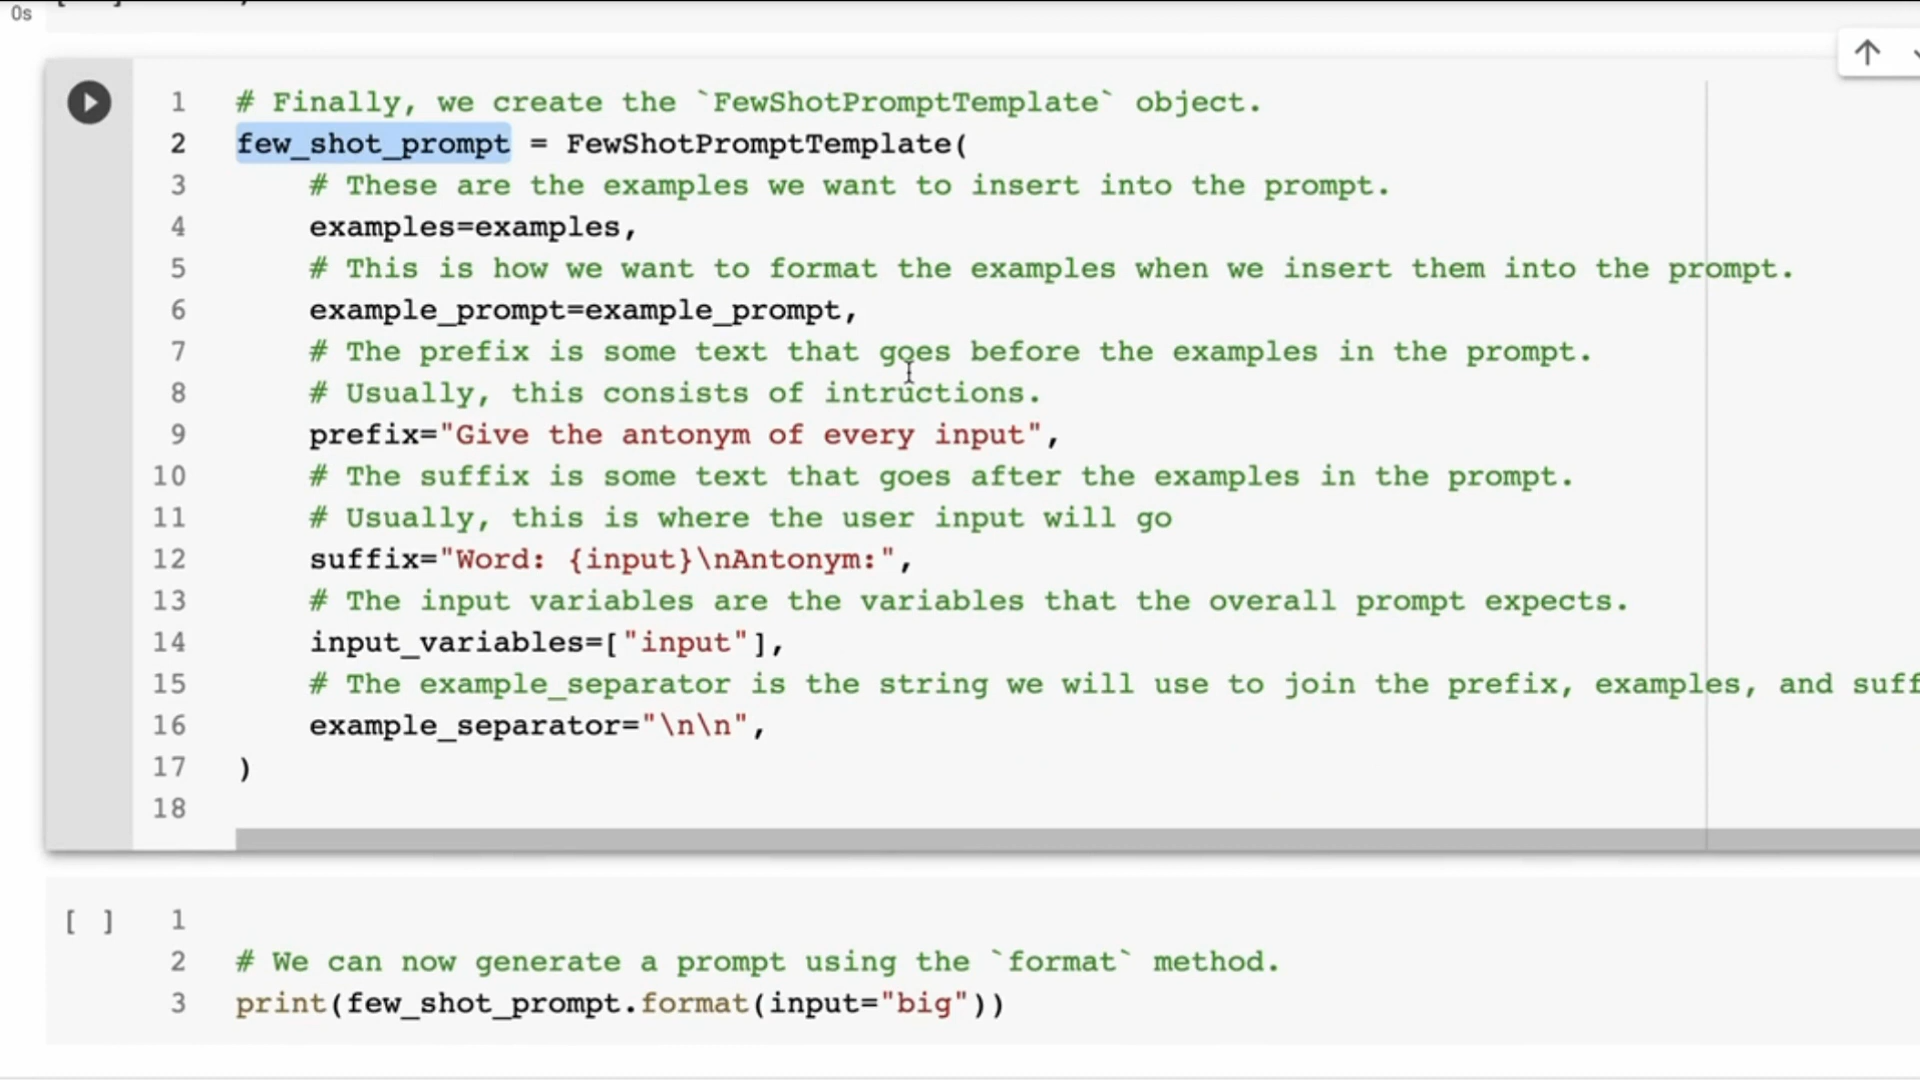 0s
1 # Finally, we create the `FewShotPromptTemplate` object.
2 few_shot_prompt = FewShotPromptTemplate(
3 # These are the examples we want to insert into the prompt.
4 examples=examples,
5 # This is how we want to format the examples when we insert them into the prompt.
6 example_prompt=example_prompt,
7 # The prefix is some text that goes before the examples in the prompt.
8 # Usually, this consists of intructions.
9 prefix="Give the antonym of every input",
10 # The suffix is some text that goes after the examples in the prompt.
11 # Usually, this is where the user input will go
12 suffix="Word: {input}\nAntonym:",
13 # The input variables are the variables that the overall prompt expects.
14 input_variables=["input"],
15 # The example_separator is the string we will use to join the prefix, examples, and suff
16 example_separator="\n\n",
17 )
18
[ ] 1
2 # We can now generate a prompt using the `format` method.
3 print(few_shot_prompt.format(input="big"))